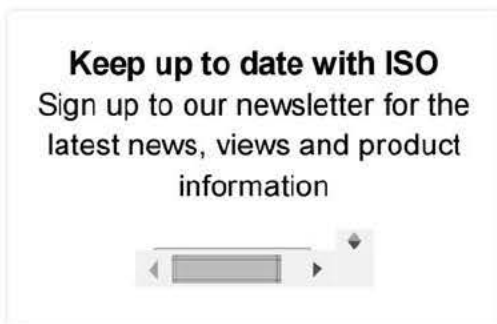 Keep up to date with ISO
Sign up to our newsletter for the
latest news, views and product
information